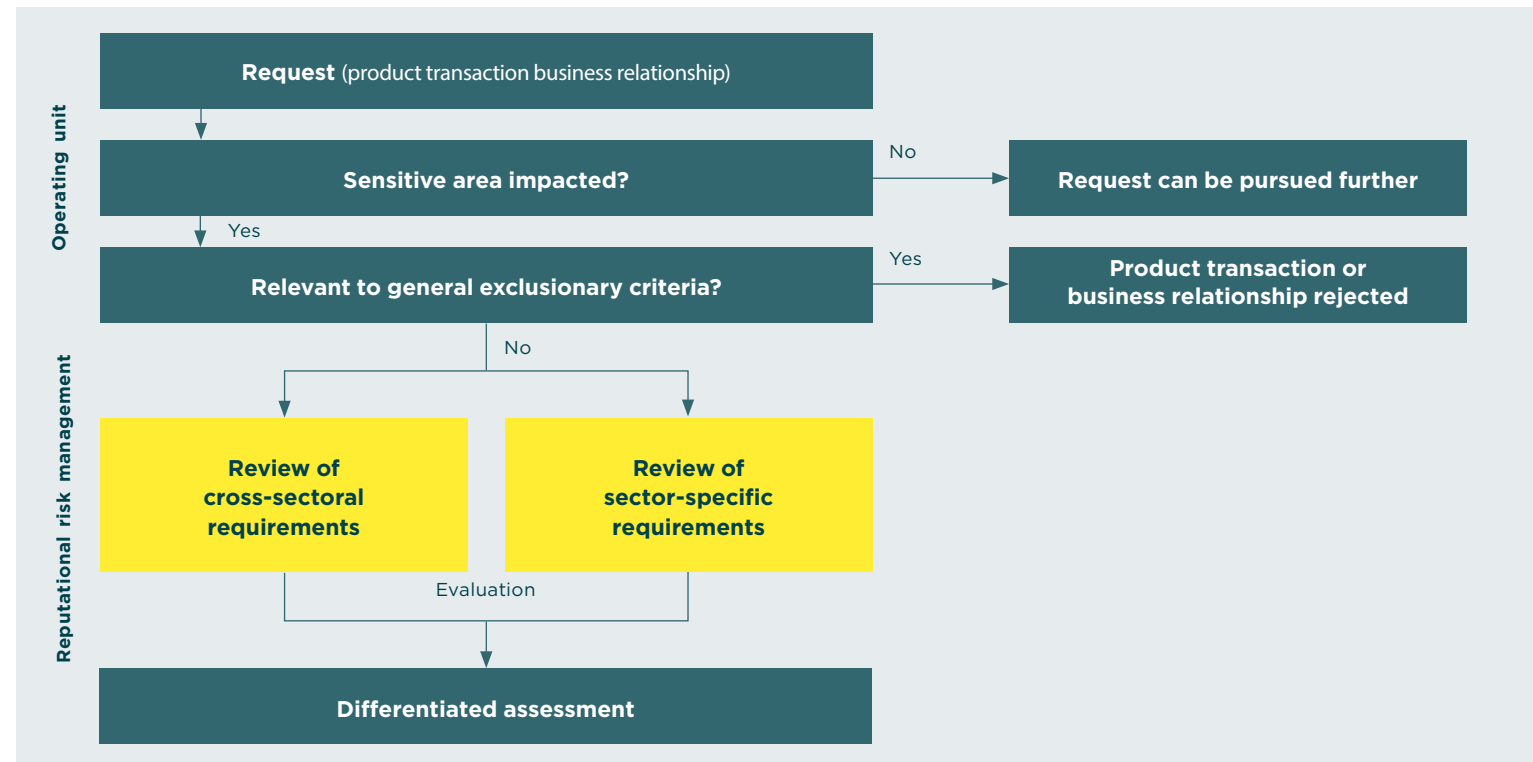 Operating unit
Request (product transaction business relationship)
Sensitive area impacted?
No
Request can be pursued further
Yes
Relevant to general exclusionary criteria?
Yes
Product transaction or
business relationship rejected
Reputational risk management
No
Review of
cross-sectoral
requirements
Review of
sector-specific
requirements
Evaluation
Differentiated assessment